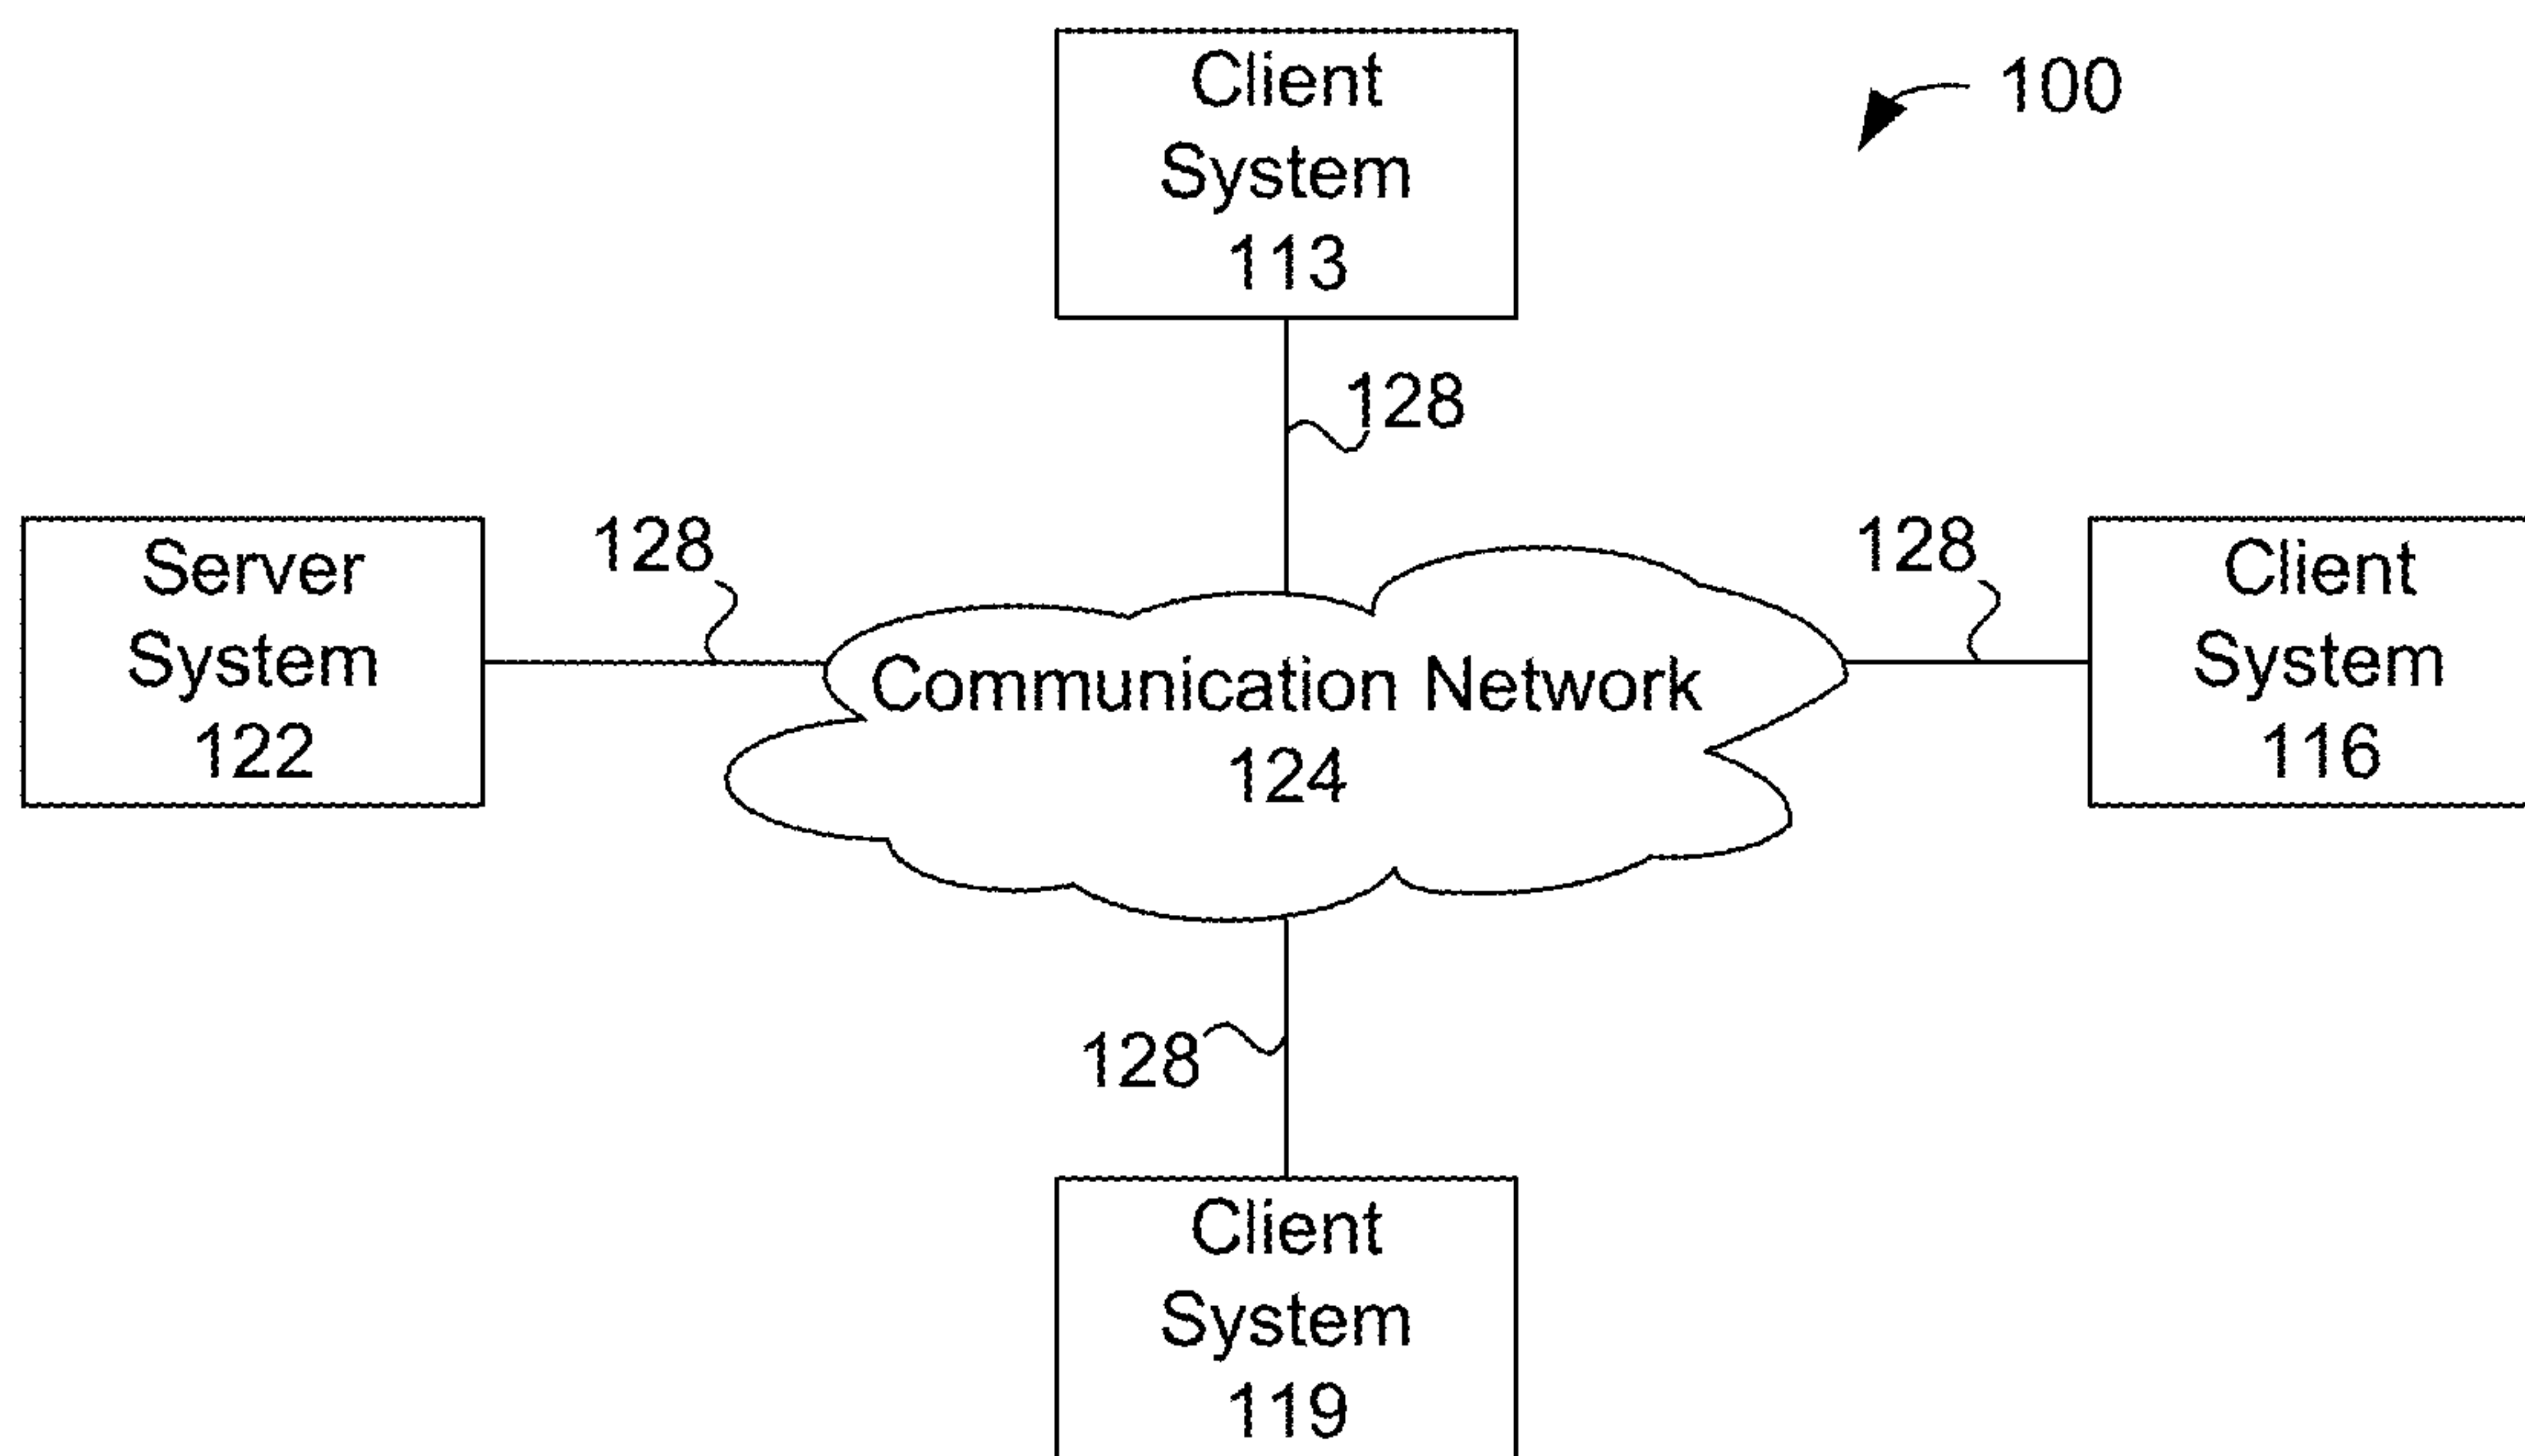 Client
System
113
100
128
Server
System
122
128
128
Client
System
116
Communication Network
124
128
Client
System
119